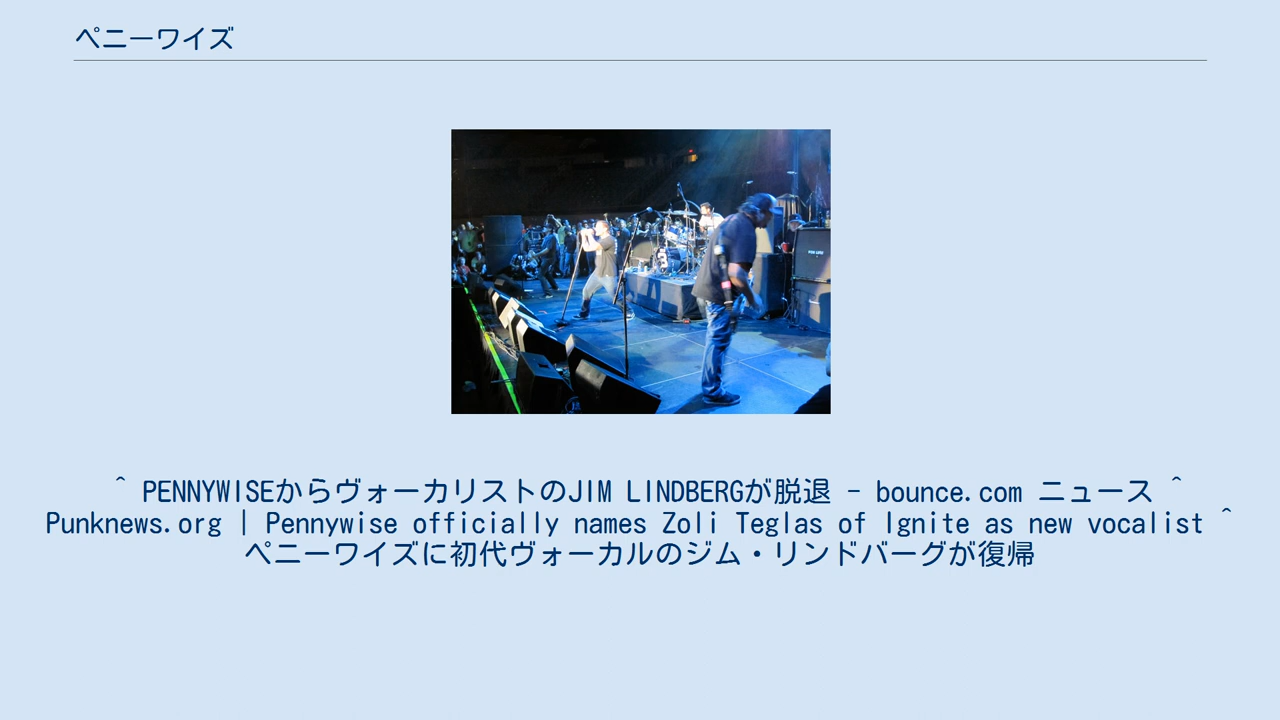 ペニーワイズ
^ PENNYWISEからヴォーカリストのJIM LINDBERGが脱退 - bounce.com ニュース ^
Punknews.org | Pennywise officially names Zoli Teglas of Ignite as new vocalist ^
ペニーワイズに初代ヴォーカルのジム・リンドバーグが復帰